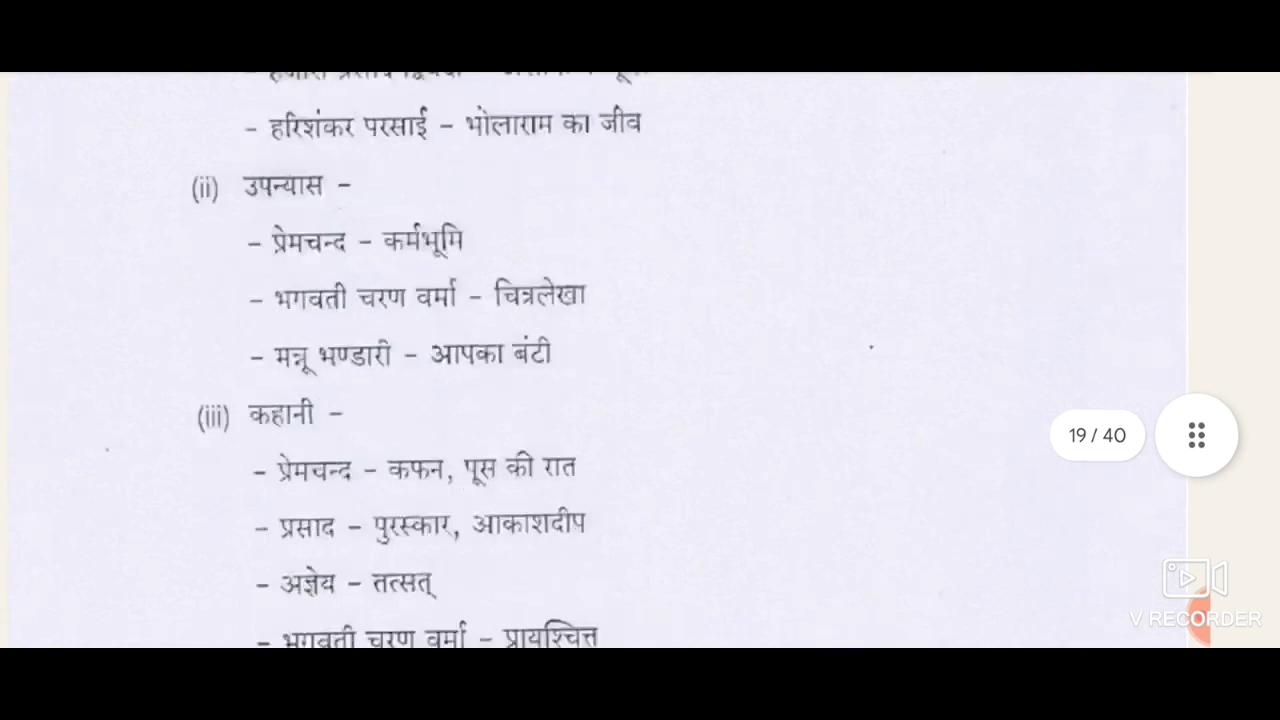 - हरिशंकर परसाई - भोलाराम का जीव
(ii) उपन्यास -
- प्रेमचन्द - कर्मभूमि
- भगवती चरण वर्मा - चित्रलेखा
- मन्नू भण्डारी - आपका बंटी
(iii) कहानी -
19 / 40
- प्रेमचन्द - कफन, पूस की रात
- प्रसाद - पुरस्कार, आकाशदीप
- अज्ञेय - तत्सत्
V RECORDER
- भगवती चरण वर्मा - प्रायश्चित्त